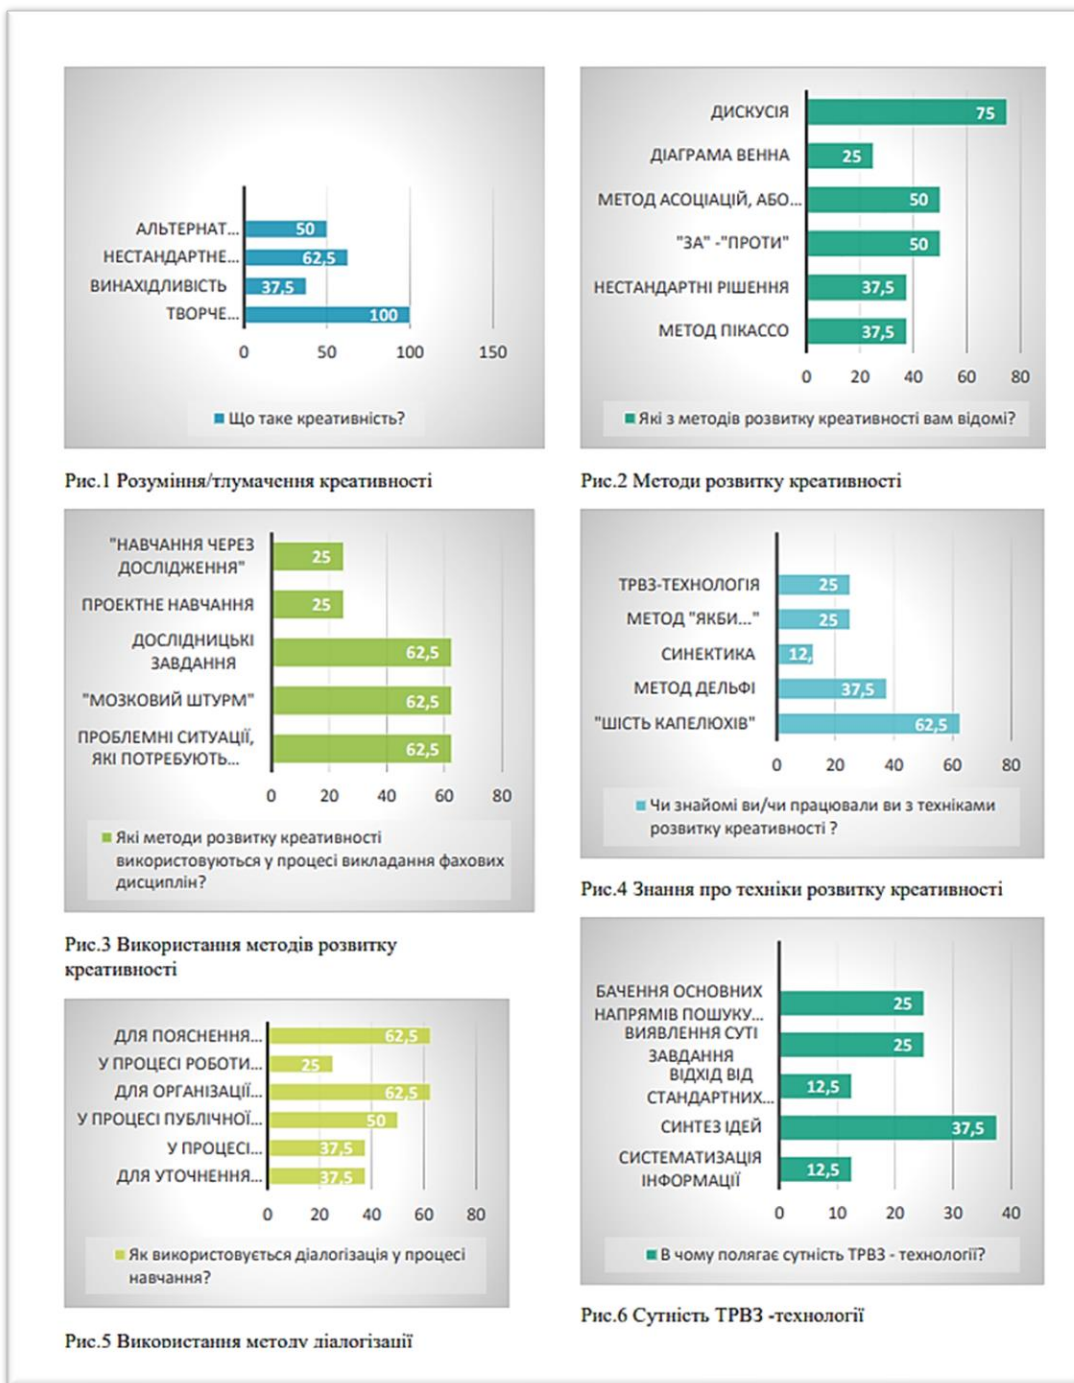 АЛЬТЕРНАТ...
50
НЕСТАНДАРТНЕ...
62,5
ВИНАХІДЛИВІСТЬ
37,5
ТВОРЧЕ...
100
0 50 100 150
Що таке креативність?
Рис.1 Розуміння/тлумачення креативності
ДИСКУСІЯ
75
ДІАГРАМА ВЕННА
25
МЕТОД АСОЦІАЦІЙ, АБО...
50
"ЗА" -"ПРОТИ"
50
НЕСТАНДАРТНІ РІШЕННЯ
37,5
МЕТОД ПІКАССО
37,5
0 20 40 60 80
Які з методів розвитку креативності вам відомі?
Рис.2 Методи розвитку креативності
"НАВЧАННЯ ЧЕРЕЗ
ДОСЛІДЖЕННЯ"
25
ПРОЕКТНЕ НАВЧАННЯ
25
ДОСЛІДНИЦЬКІ
ЗАВДАННЯ
62,5
"МОЗКОВИЙ ШТУРМ"
62,5
ПРОБЛЕМНІ СИТУАЦІЇ,
ЯКІ ПОТРЕБУЮТЬ...
62,5
0 20 40 60 80
Які методи розвитку креативності
використовуються у процесі викладання фахових
дисциплін?
Рис.3 Використання методів розвитку
креативності
ТРВЗ-ТЕХНОЛОГІЯ
25
МЕТОД "ЯКБИ..."
25
СИНЕКТИКА
12,
МЕТОД ДЕЛЬФІ
37,5
"ШІСТЬ КАПЕЛЮХІВ"
62,5
0 20 40 60 80
Чи знайомі ви/чи працювали ви з техніками
розвитку креативності ?
Рис.4 Знання про техніки розвитку креативності
ДЛЯ ПОЯСНЕННЯ...
62,5
У ПРОЦЕСІ РОБОТИ...
25
ДЛЯ ОРГАНІЗАЦІЇ...
62,5
У ПРОЦЕСІ ПУБЛІЧНОЇ...
50
У ПРОЦЕСІ...
37,5
ДЛЯ УТОЧНЕННЯ...
37,5
0 20 40 60 80
Як використовується діалогізація у процесі
навчання?
Рис.5 Використання методу діалогізації
БАЧЕННЯ ОСНОВНИХ
НАПРЯМІВ ПОШУКУ...
25
ВИЯВЛЕННЯ СУТІ
ЗАВДАННЯ
25
ВІДХІД ВІД
СТАНДАРТНИХ...
12,5
СИНТЕЗ ІДЕЙ
37,5
СИСТЕМАТИЗАЦІЯ
ІНФОРМАЦІЇ
12,5
0 10 20 30 40
В чому полягає сутність ТРВЗ - технології?
Рис.6 Сутність ТРВЗ -технології